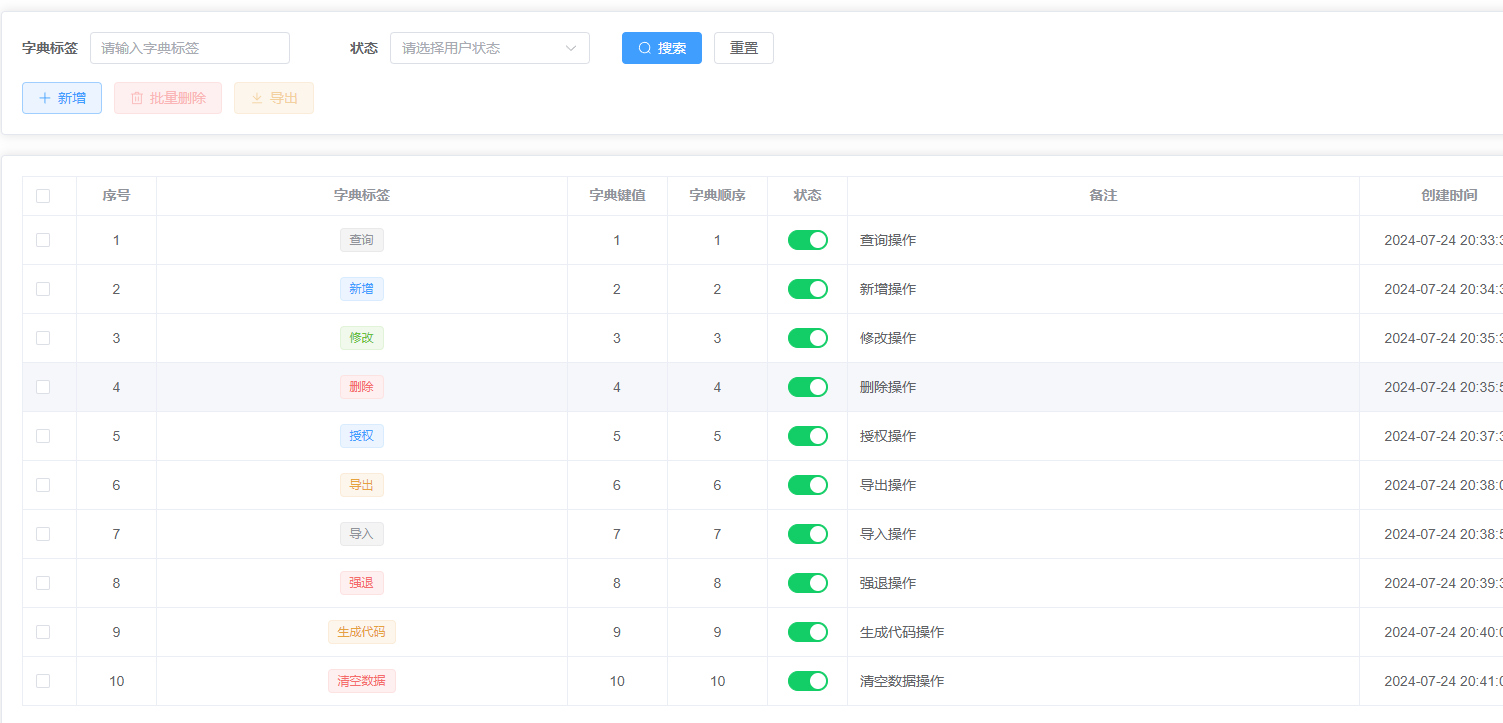 字典标签 请输入字典标签 状态 请选择用户状态 搜索 重置
新增 批量删除 导出
序号 字典标签 字典键值 字典顺序 状态 备注 创建时间
1 查询 1 1 查询操作 2024-07-24 20:33:3
2 新增 2 2 新增操作 2024-07-24 20:34:3
3 修改 3 3 修改操作 2024-07-24 20:35:3
4 删除 4 4 删除操作 2024-07-24 20:35:5
5 授权 5 5 授权操作 2024-07-24 20:37:3
6 导出 6 6 导出操作 2024-07-24 20:38:0
7 导入 7 7 导入操作 2024-07-24 20:38:5
8 强退 8 8 强退操作 2024-07-24 20:39:3
9 生成代码 9 9 生成代码操作 2024-07-24 20:40:0
10 清空数据 10 10 清空数据操作 2024-07-24 20:41:0